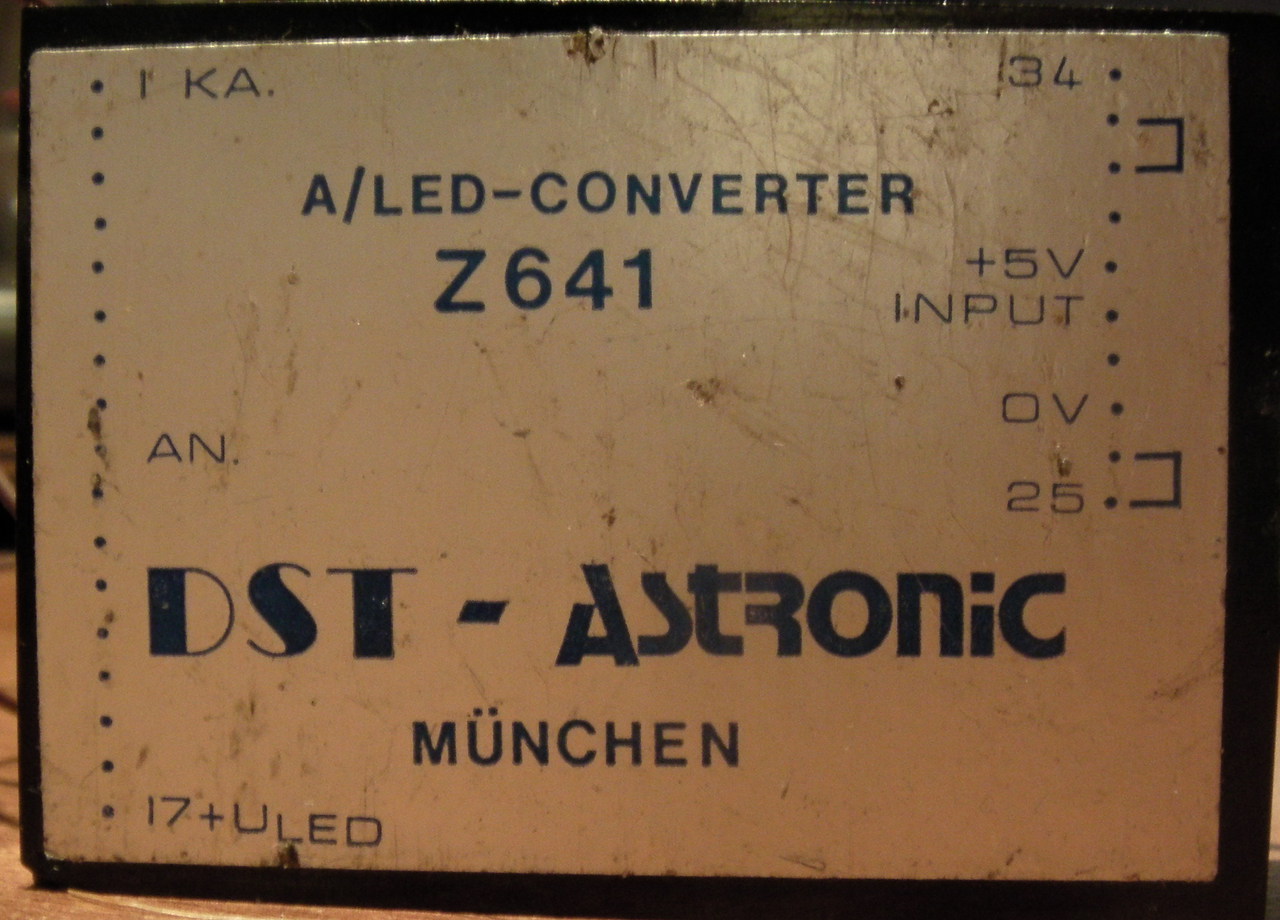 1 KA.
34
A/LED-CONVERTER
Z641
+5V
INPUT
0V
AN.
25
DST - Astronic
MÜNCHEN
17+ULED